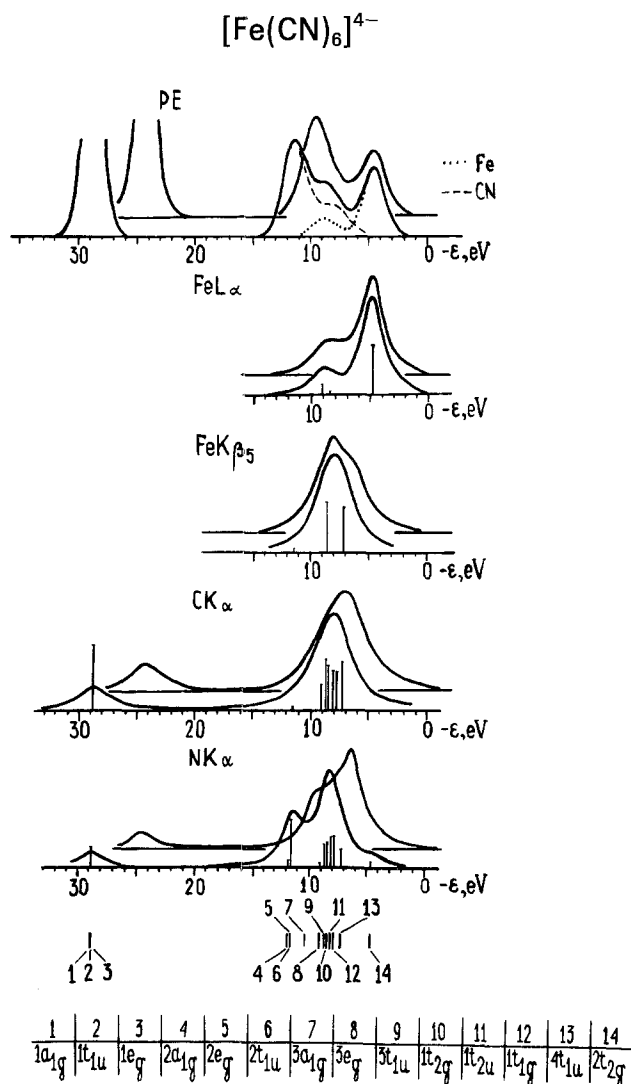 [Fe(CN)₆]⁴⁻
PE
Fe
CN
30 20 10 0 -ε,eV
FeLα
10 0 -ε,eV
FeKβ₅
10 0 -ε,eV
CKα
30 20 10 0 -ε,eV
NKα
30 20 10 0 -ε,eV
5 7 9 11 13
1 2 3 4 6 8 10 12 14
1 2 3 4 5 6 7 8 9 10 11 12 13 14
1a₁g 1t₁u 1eg 2a₁g 2eg 2t₁u 3a₁g 3eg 3t₁u 1t₂g 1t₂u 1t₁g 4t₁u 2t₂g